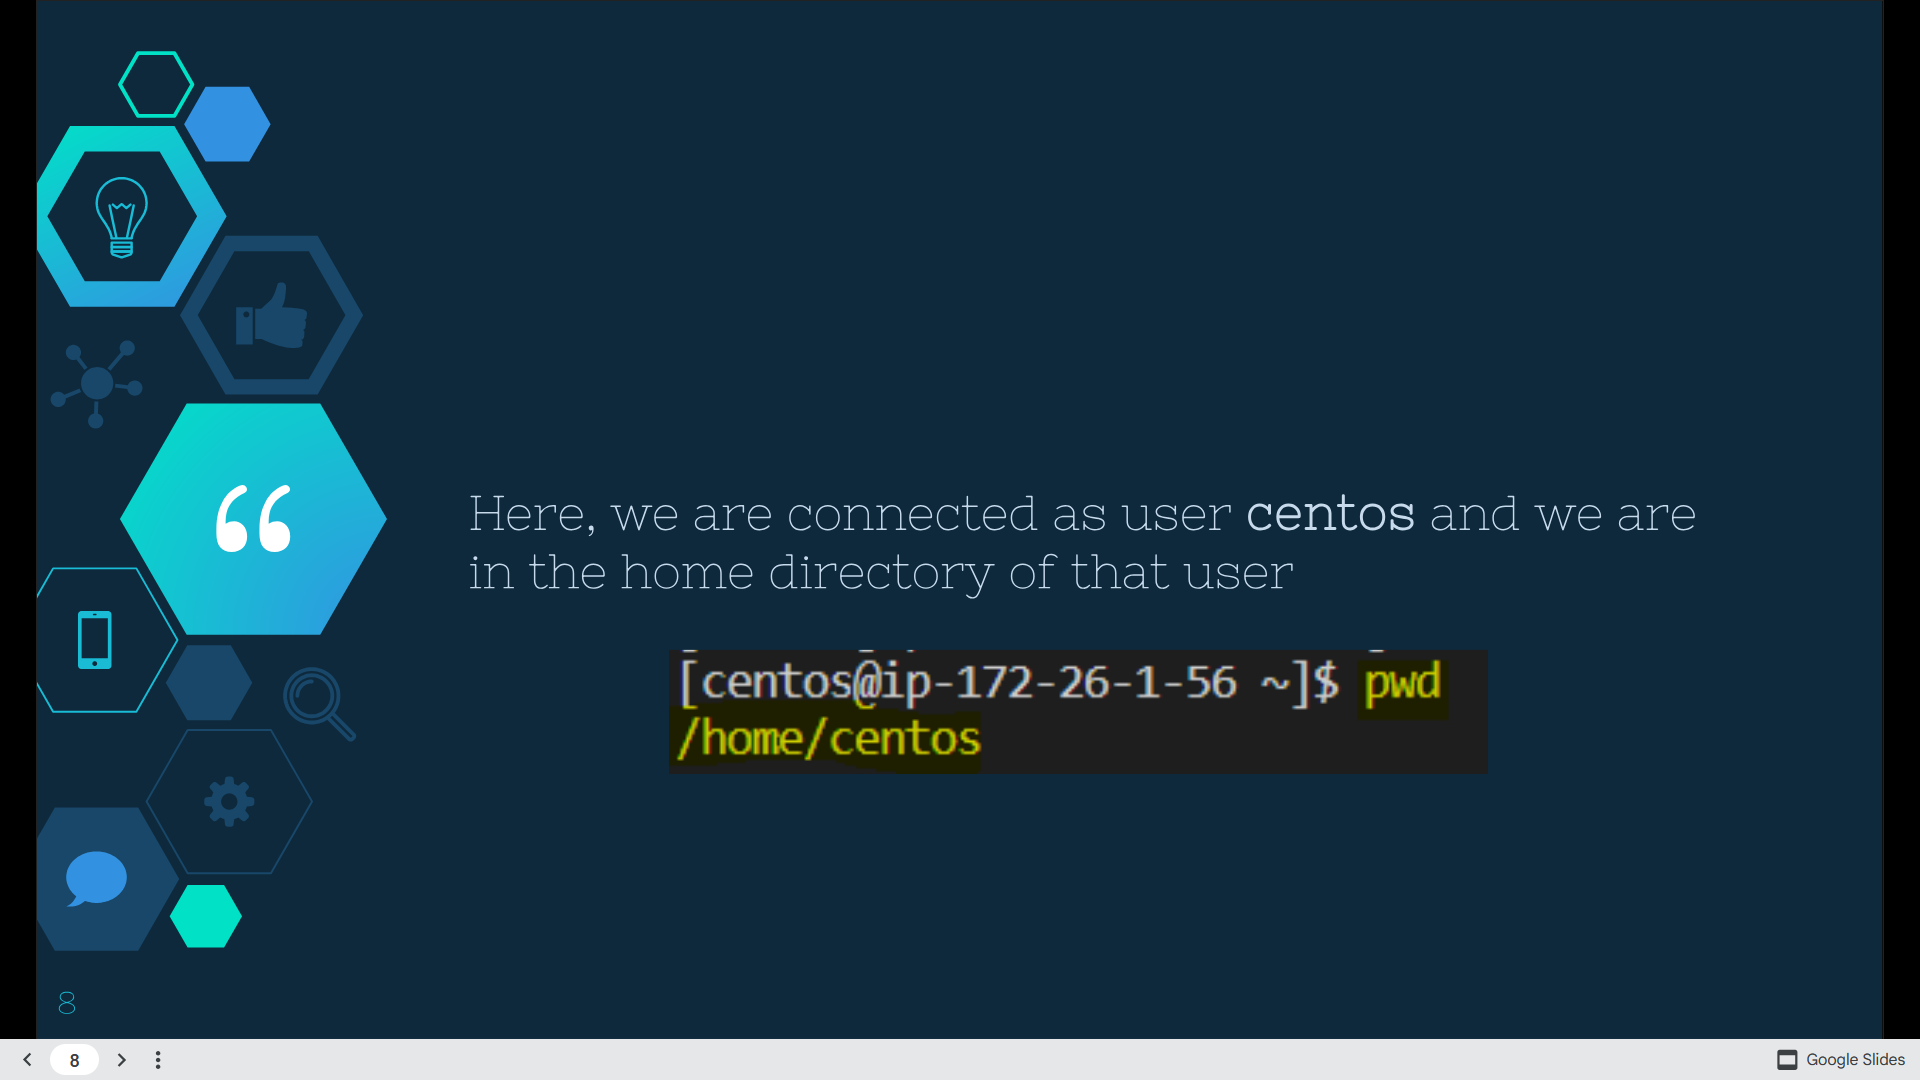 “
Here, we are connected as user centos and we are
in the home directory of that user
[centos@ip-172-26-1-56 ~]$ pwd
/home/centos
8
8
Google Slides